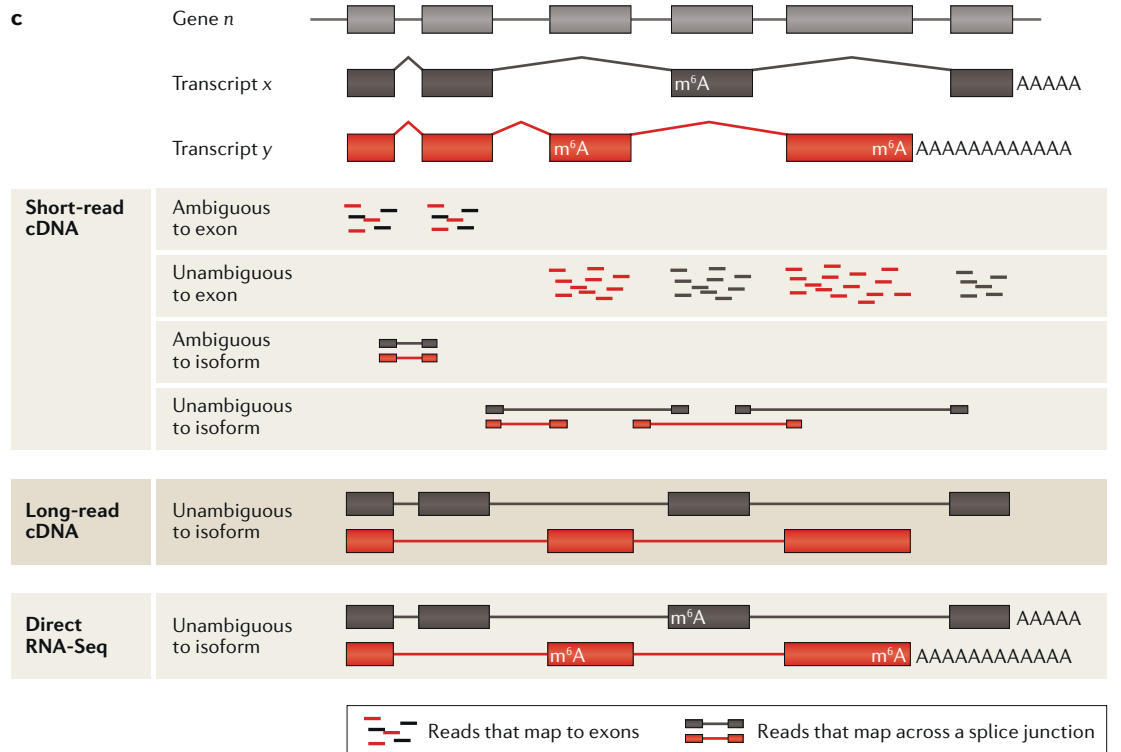 c
Gene n
Transcript x
m⁶A
AAAAA
Transcript y
m⁶A
m⁶A
AAAAAAAAAAAA
Short-read
cDNA
Ambiguous
to exon
Unambiguous
to exon
Ambiguous
to isoform
Unambiguous
to isoform
Long-read
cDNA
Unambiguous
to isoform
Direct
RNA-Seq
Unambiguous
to isoform
m⁶A
AAAAA
m⁶A
m⁶A
AAAAAAAAAAAA
Reads that map to exons
Reads that map across a splice junction